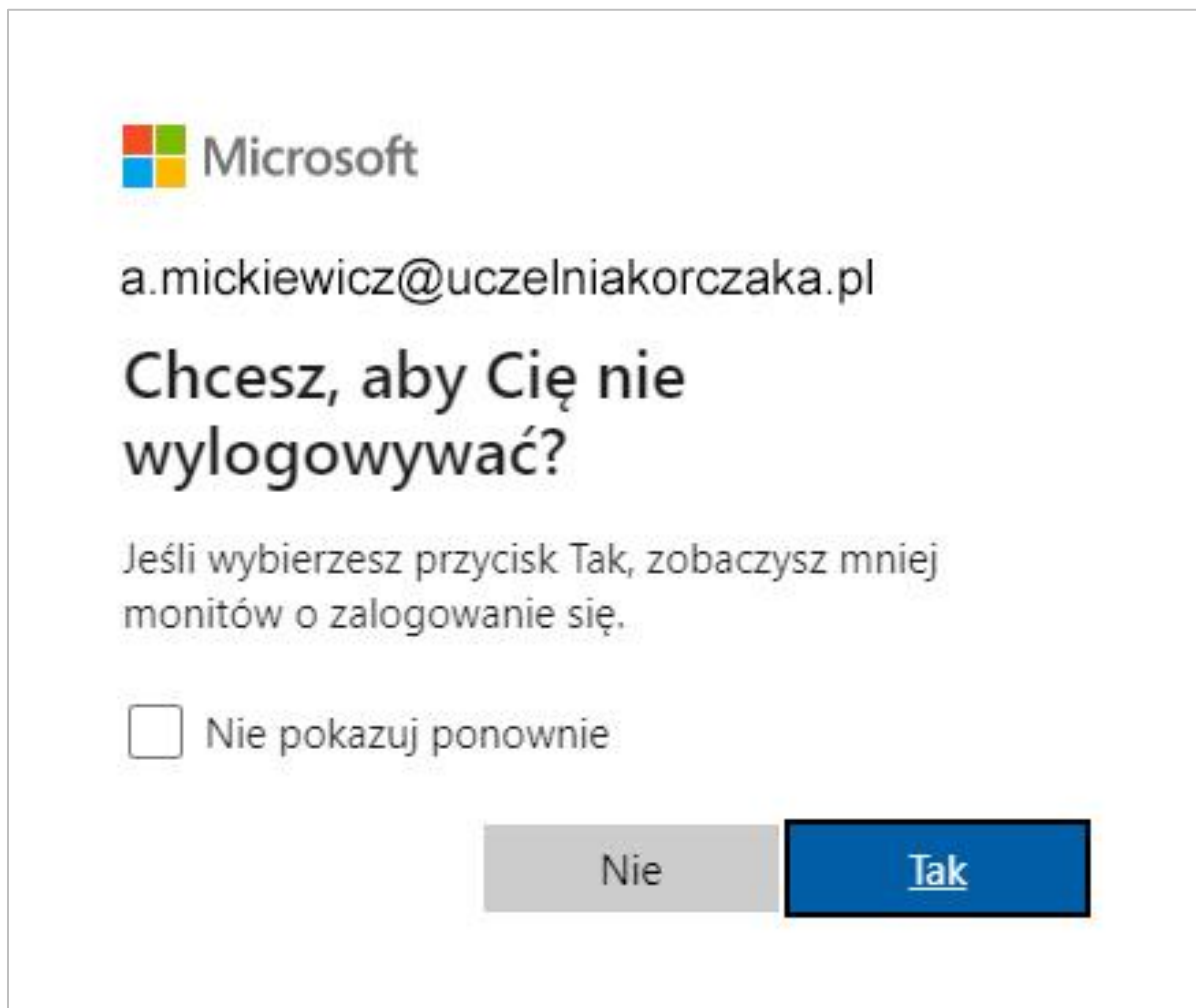 Microsoft
a.mickiewicz@uczelniakorczaka.pl
Chcesz, aby Cię nie
wylogowywać?
Jeśli wybierzesz przycisk Tak, zobaczysz mniej
monitów o zalogowanie się.
Nie pokazuj ponownie
Nie
Tak